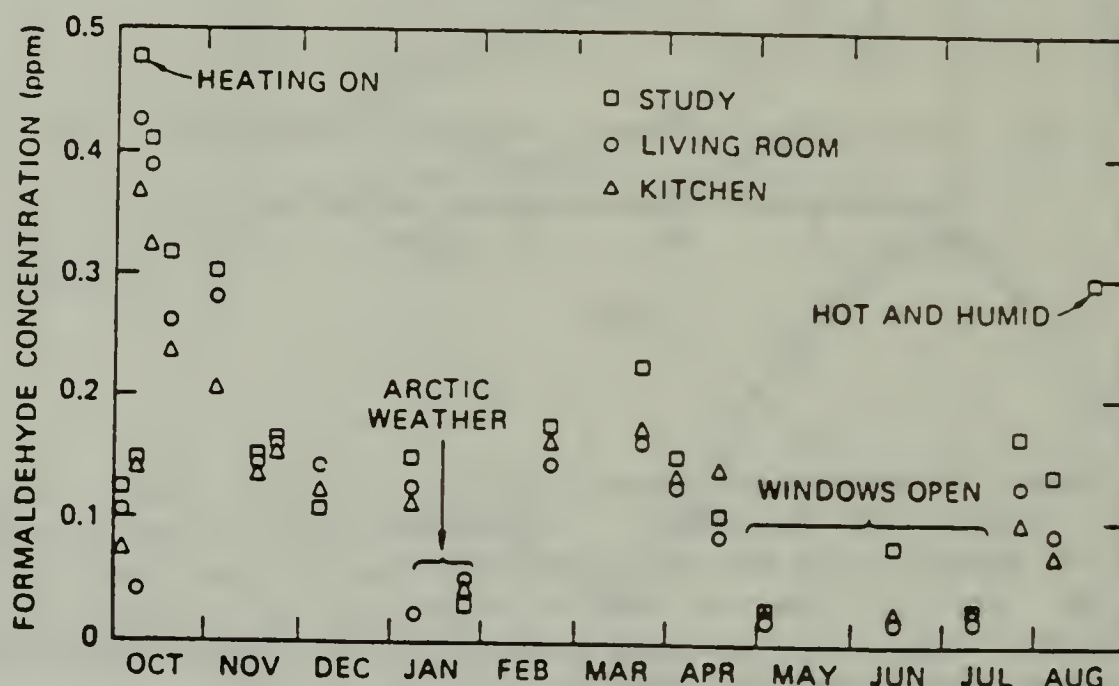 FORMALDEHYDE CONCENTRATION (ppm)
0.5
0.4
0.3
0.2
0.1
0
HEATING ON
STUDY
LIVING ROOM
KITCHEN
HOT AND HUMID
ARCTIC
WEATHER
WINDOWS OPEN
OCT NOV DEC JAN FEB MAR APR MAY JUN JUL AUG